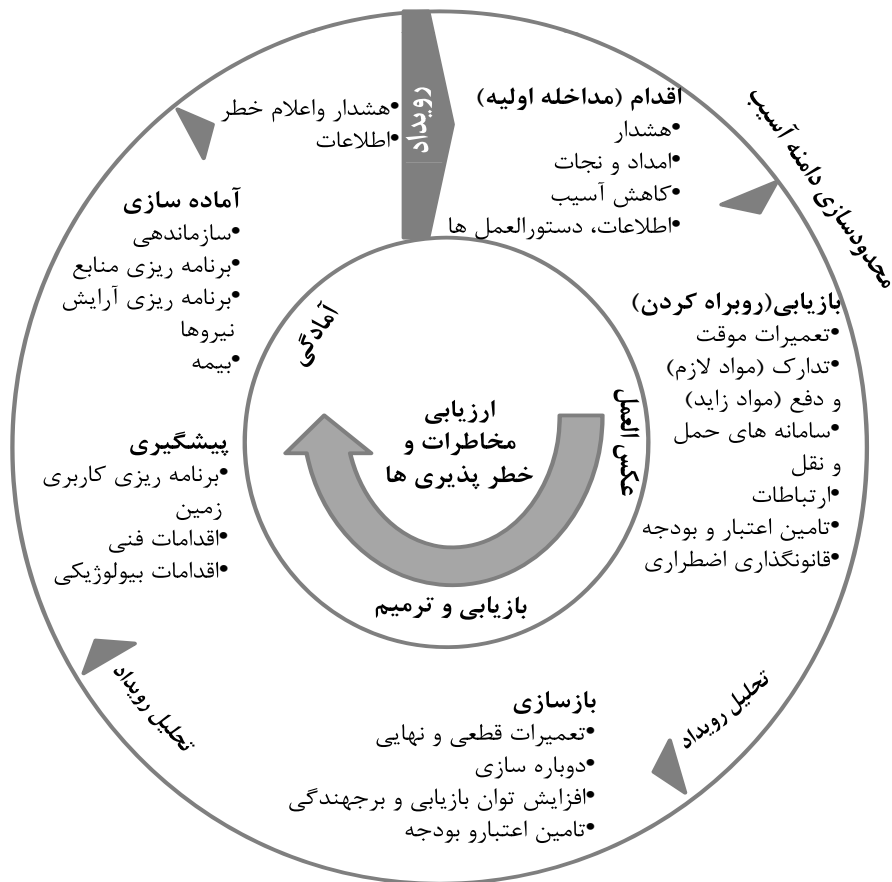 رویداد
اقدام (مداخله اولیه)
•هشدار
•امداد و نجات
•کاهش آسیب
•اطلاعات، دستورالعمل ها
محدودسازی دامنه آسیب
بازیابی(روبراه کردن)
•تعمیرات موقت
•تدارک (مواد لازم)
و دفع (مواد زاید)
•سامانه های حمل
و نقل
•ارتباطات
•تامین اعتبار و بودجه
•قانونگذاری اضطراری
تحلیل رویداد
بازسازی
•تعمیرات قطعی و نهایی
•دوباره سازی
•افزایش توان بازیابی و برجهندگی
•تامین اعتبارو بودجه
تحلیل رویداد
پیشگیری
•برنامه ریزی کاربری
زمین
•اقدامات فنی
•اقدامات بیولوژیکی
آماده سازی
•سازماندهی
•برنامه ریزی منابع
•برنامه ریزی آرایش
نیروها
•بیمه
•هشدار واعلام خطر
•اطلاعات
آمادگی
عکس العمل
بازیابی و ترمیم
ارزیابی
مخاطرات و
خطر پذیری ها